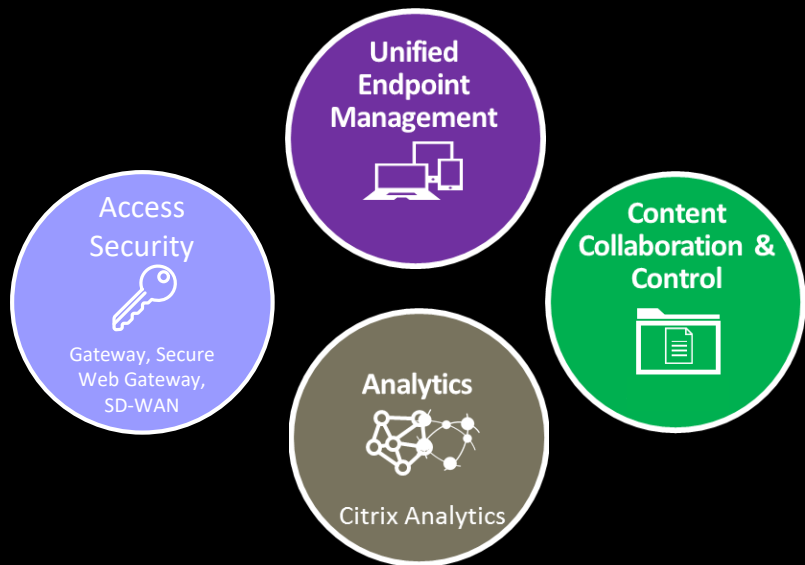 Unified
Endpoint
Management
Access
Security
Gateway, Secure
Web Gateway,
SD-WAN
Content
Collaboration &
Control
Analytics
Citrix Analytics